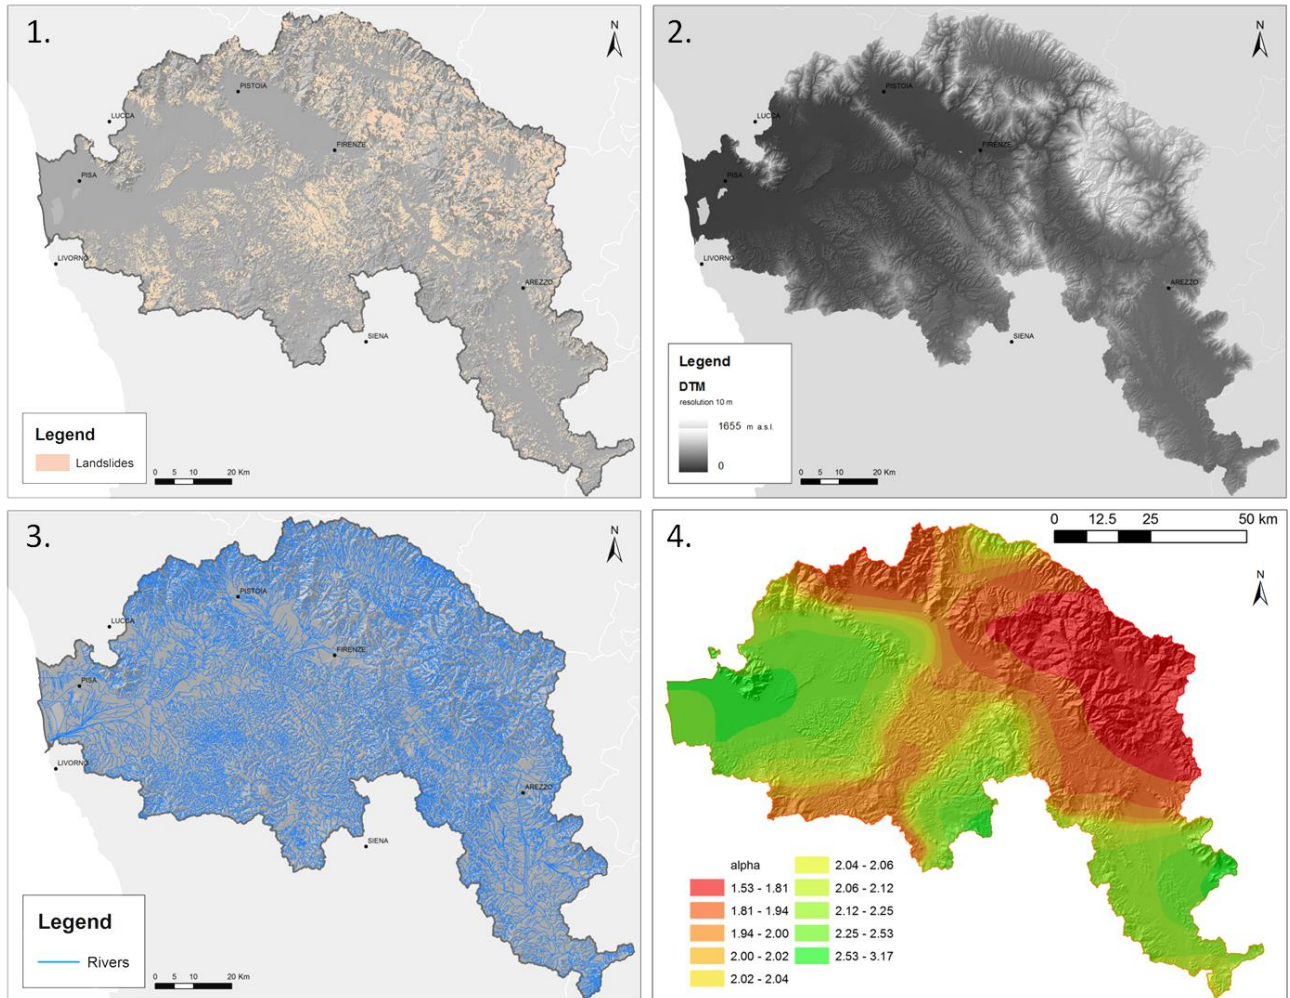 1.
N
PISTOIA
LUCCA
FIRENZE
PISA
LIVORNO
AREZZO
SIENA
Legend
Landslides
0 5 10 20 Km
2.
N
PISTOIA
LUCCA
FIRENZE
PISA
LIVORNO
AREZZO
SIENA
Legend
DTM
resolution 10 m
1655 m a.s.l.
0
0 5 10 20 Km
3.
N
PISTOIA
LUCCA
FIRENZE
PISA
LIVORNO
AREZZO
SIENA
Legend
Rivers
0 5 10 20 Km
4.
0 12.5 25 50 km
N
alpha
1.53 - 1.81
1.81 - 1.94
1.94 - 2.00
2.00 - 2.02
2.02 - 2.04
2.04 - 2.06
2.06 - 2.12
2.12 - 2.25
2.25 - 2.53
2.53 - 3.17